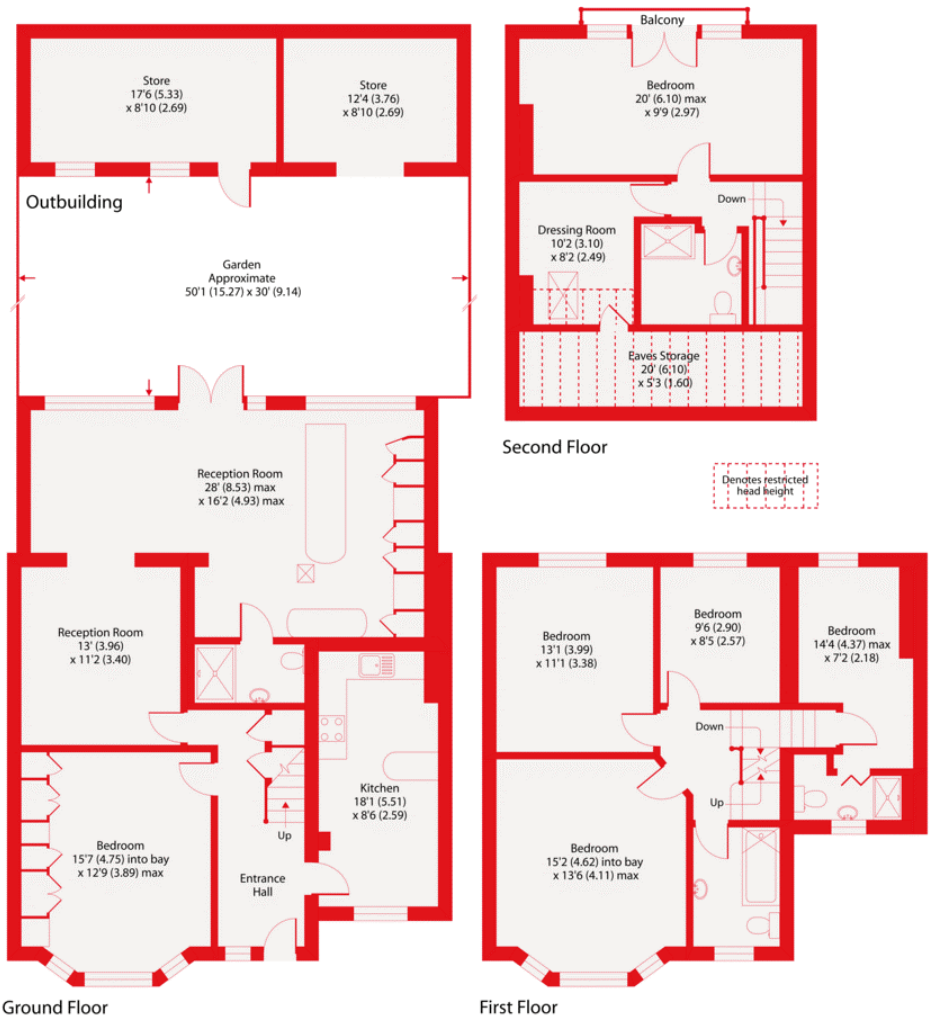 Store
17'6 (5.33)
x 8'10 (2.69)
Store
12'4 (3.76)
x 8'10 (2.69)
Outbuilding
Garden
Approximate
50'1 (15.27) x 30' (9.14)
Reception Room
28' (8.53) max
x 16'2 (4.93) max
Reception Room
13' (3.96)
x 11'2 (3.40)
Kitchen
18'1 (5.51)
x 8'6 (2.59)
Up
Bedroom
15'7 (4.75) into bay
x 12'9 (3.89) max
Entrance
Hall
Ground Floor
Balcony
Bedroom
20' (6.10) max
x 9'9 (2.97)
Down
Dressing Room
10'2 (3.10)
x 8'2 (2.49)
Eaves Storage
20' (6.10)
x 5'3 (1.60)
Second Floor
Denotes restricted
head height
Bedroom
13'1 (3.99)
x 11'1 (3.38)
Bedroom
9'6 (2.90)
x 8'5 (2.57)
Bedroom
14'4 (4.37) max
x 7'2 (2.18)
Down
Up
Bedroom
15'2 (4.62) into bay
x 13'6 (4.11) max
First Floor